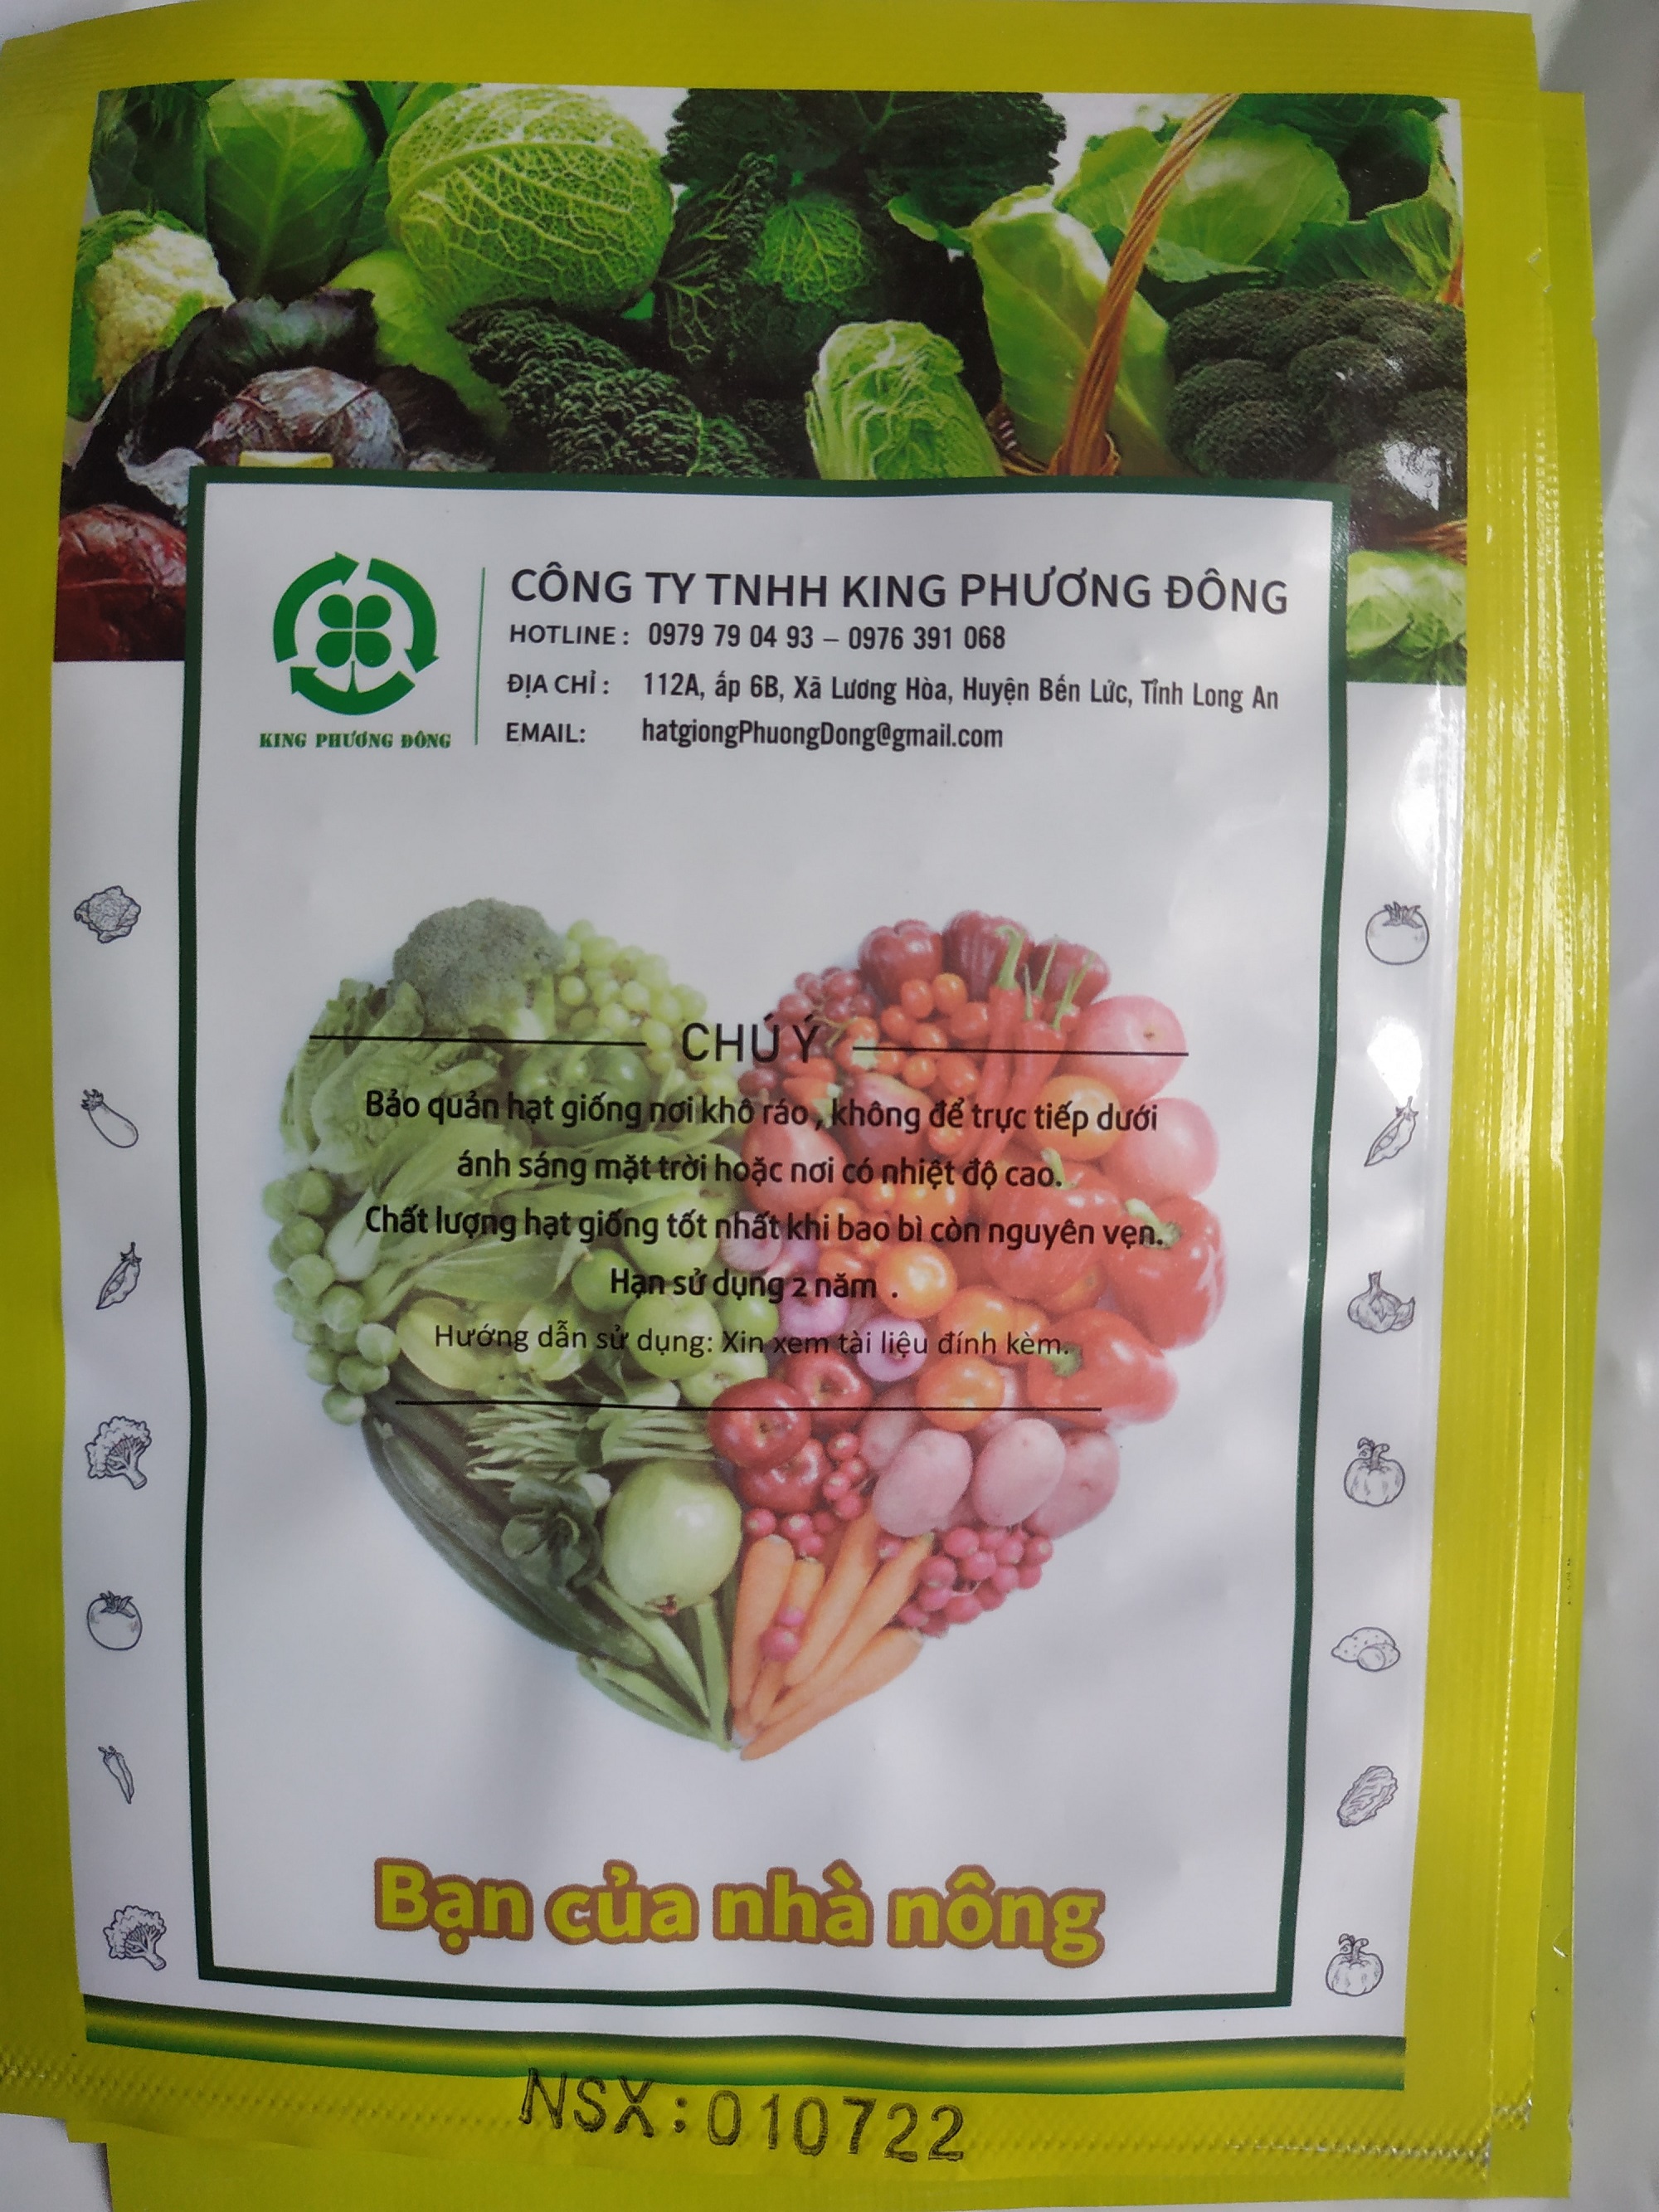 CÔNG TY TNHH KING PHƯƠNG ĐÔNG
HOTLINE : 0979 79 04 93 – 0976 391 068
ĐỊA CHỈ : 112A, ấp 6B, Xã Lương Hòa, Huyện Bến Lức, Tỉnh Long An
EMAIL: hatgiongPhuongDong@gmail.com
KING PHƯƠNG ĐÔNG
CHÚ Ý
Bảo quản hạt giống nơi khô ráo , không để trực tiếp dưới
ánh sáng mặt trời hoặc nơi có nhiệt độ cao.
Chất lượng hạt giống tốt nhất khi bao bì còn nguyên vẹn.
Hạn sử dụng 2 năm .
Hướng dẫn sử dụng: Xin xem tài liệu đính kèm.
Bạn của nhà nông
NSX: 010722